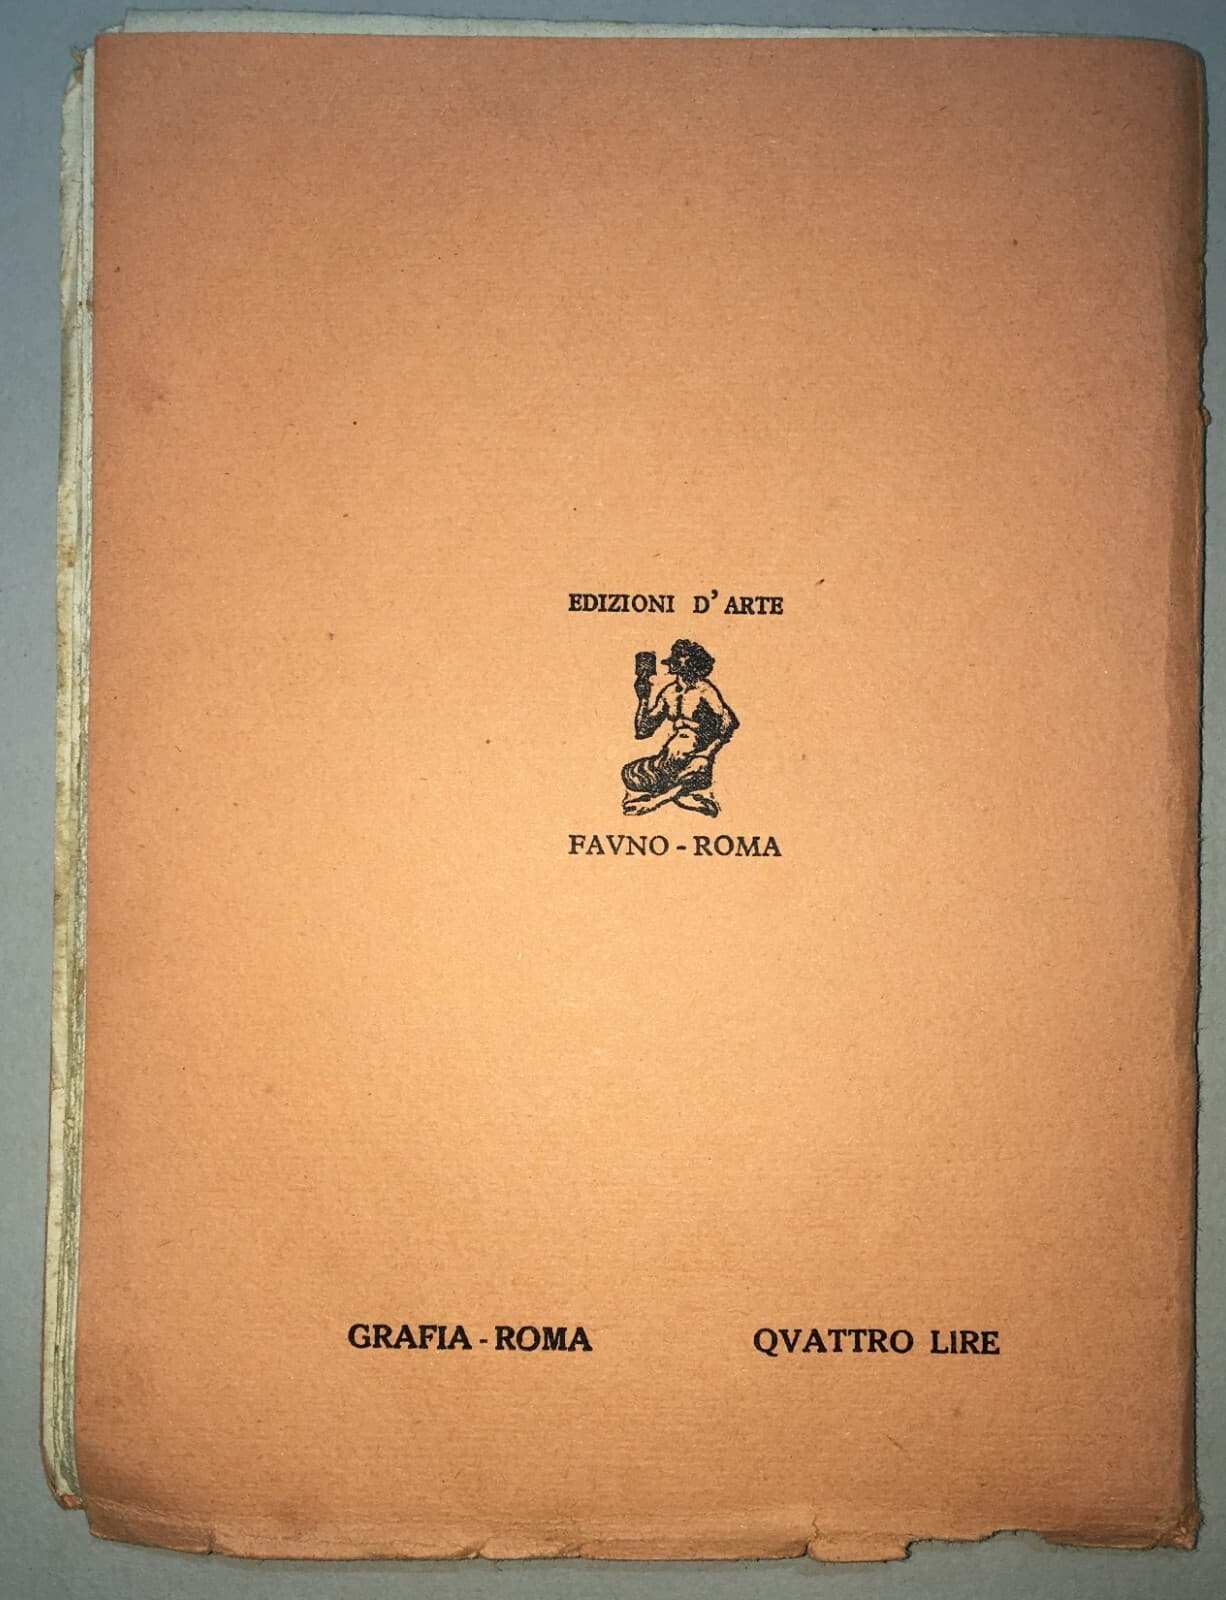 EDIZIONI D'ARTE
FAVNO - ROMA
GRAFIA - ROMA
QVATTRO LIRE